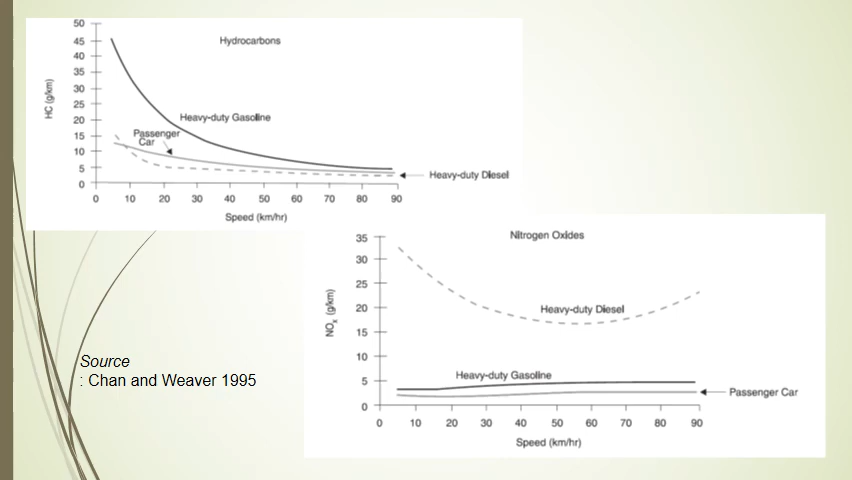 Hydrocarbons
HC (g/km)
50
45
40
35
30
25
20
15
10
5
0
Heavy-duty Gasoline
Passenger
Car
Heavy-duty Diesel
0 10 20 30 40 50 60 70 80 90
Speed (km/hr)
Nitrogen Oxides
NOx (g/km)
35
30
25
20
15
10
5
0
Heavy-duty Diesel
Heavy-duty Gasoline
Passenger Car
0 10 20 30 40 50 60 70 80 90
Speed (km/hr)
Source
: Chan and Weaver 1995